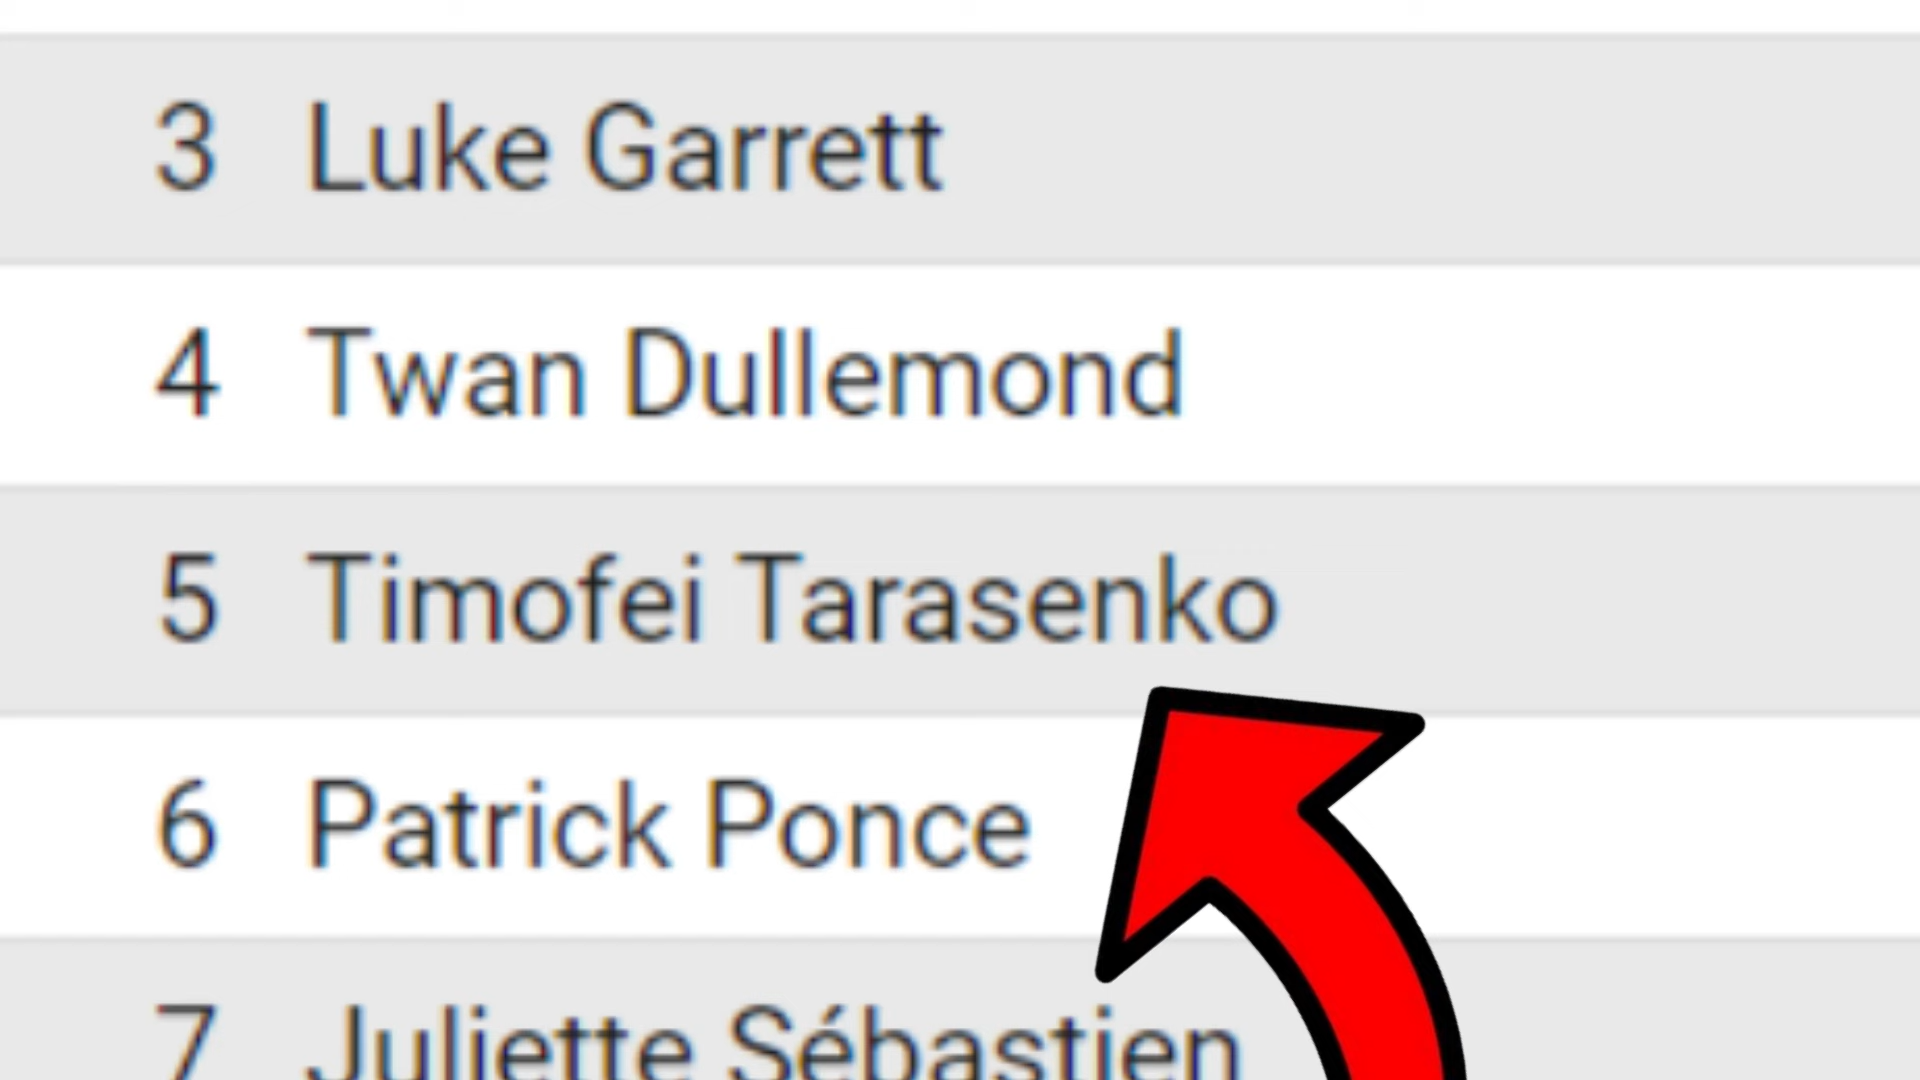 3 Luke Garrett
4 Twan Dullemond
5 Timofei Tarasenko
6 Patrick Ponce
7 Juliette Sébastien